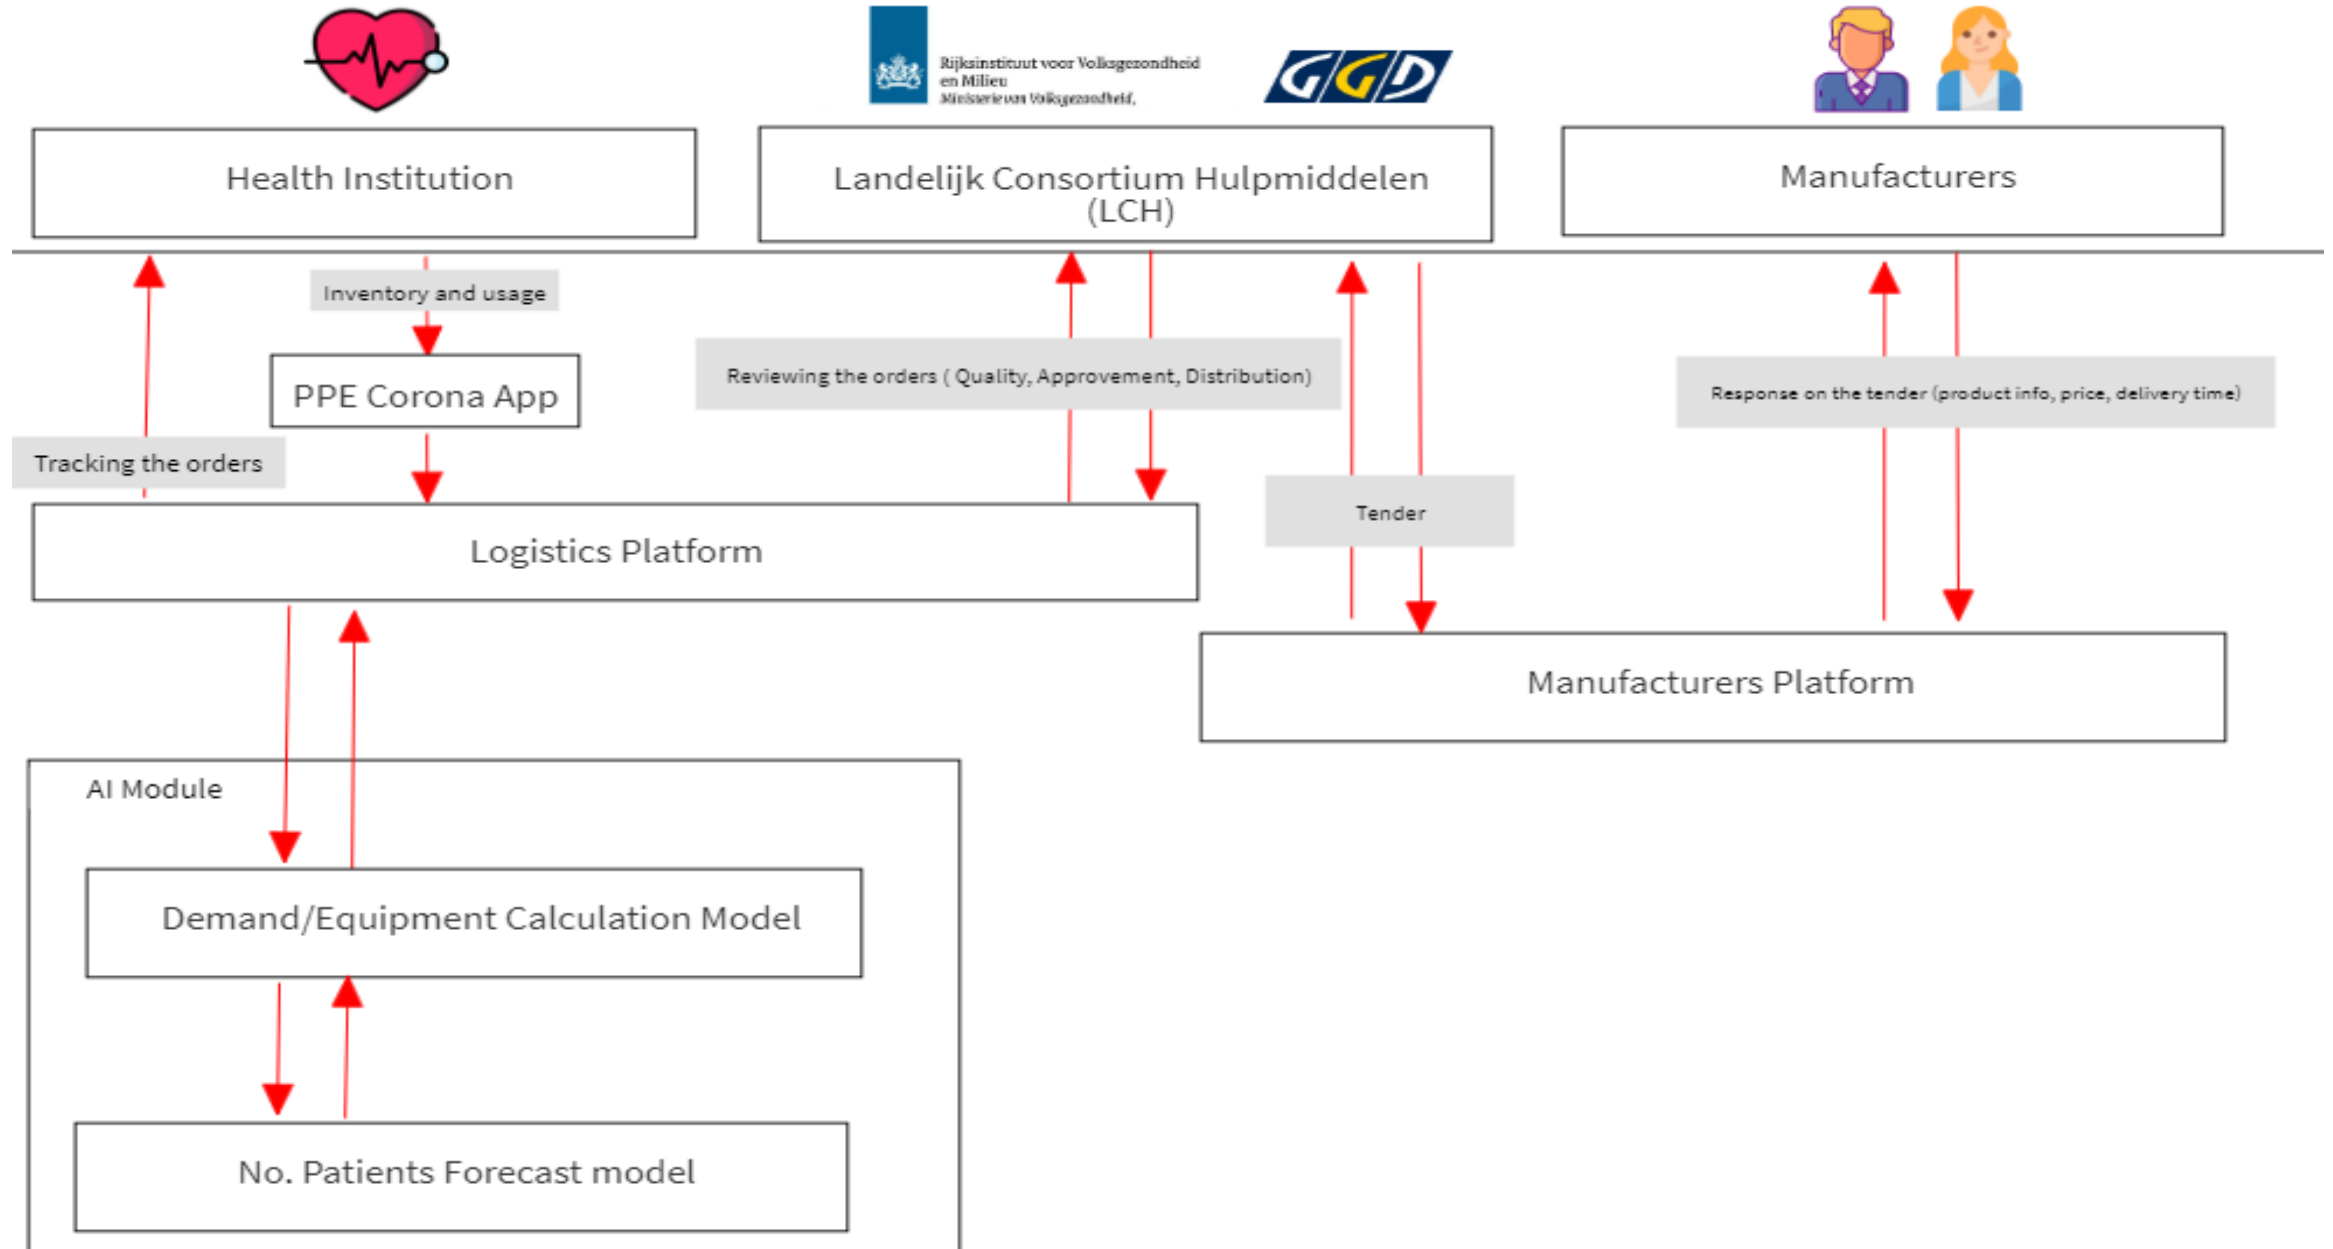 Rijksinstituut voor Volksgezondheid
en Milieu
Ministerie van Volksgezondheid,
GGD
Health Institution
Landelijk Consortium Hulpmiddelen
(LCH)
Manufacturers
Inventory and usage
PPE Corona App
Reviewing the orders ( Quality, Approvement, Distribution)
Response on the tender (product info, price, delivery time)
Tracking the orders
Tender
Logistics Platform
Manufacturers Platform
AI Module
Demand/Equipment Calculation Model
No. Patients Forecast model